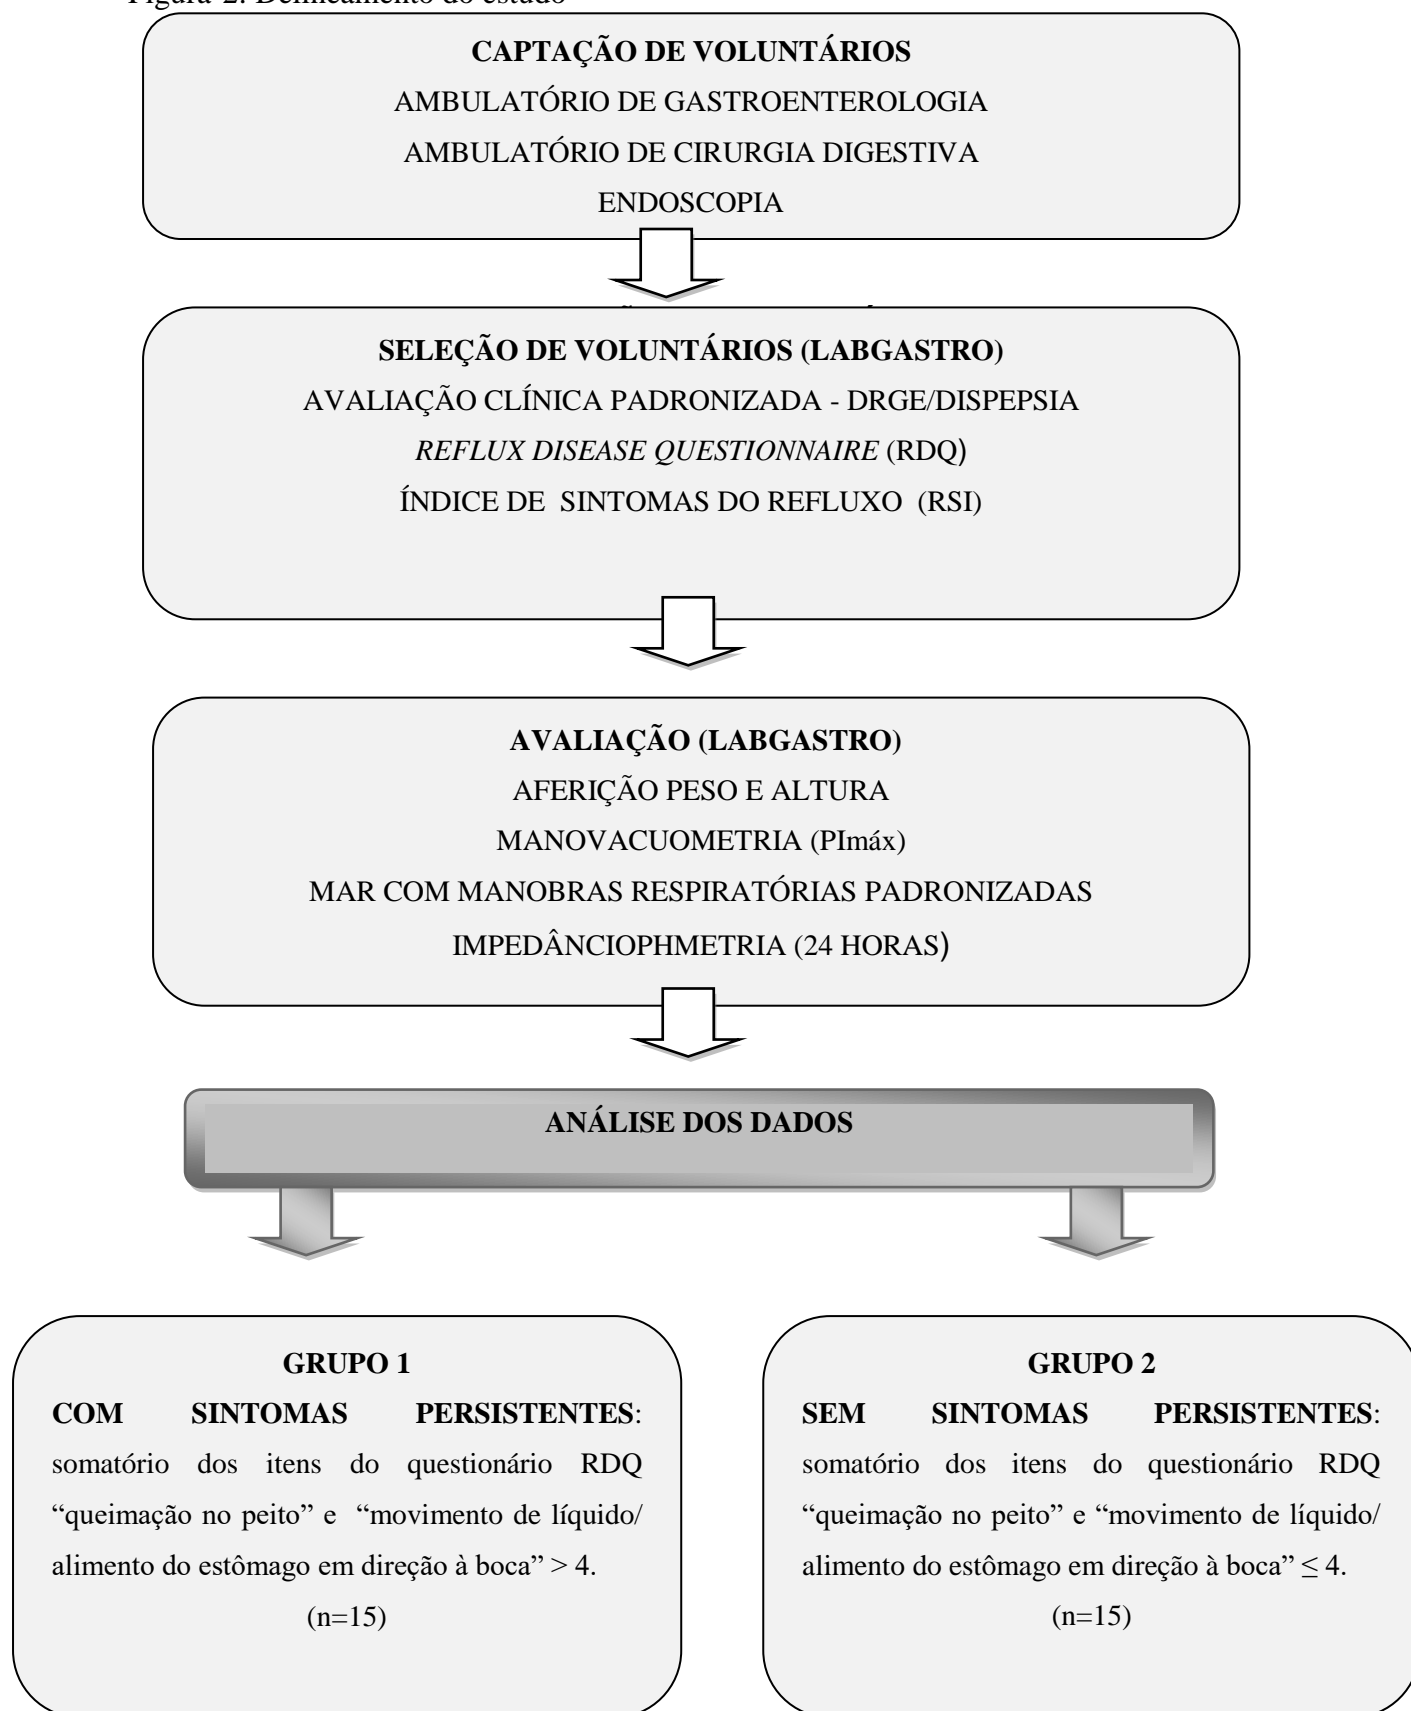 Figura 2: Delineamento do estudo
CAPTAÇÃO DE VOLUNTÁRIOS
AMBULATÓRIO DE GASTROENTEROLOGIA
AMBULATÓRIO DE CIRURGIA DIGESTIVA
ENDOSCOPIA
SELEÇÃO DE VOLUNTÁRIOS (LABGASTRO)
AVALIAÇÃO CLÍNICA PADRONIZADA - DRGE/DISPEPSIA
REFLUX DISEASE QUESTIONNAIRE (RDQ)
ÍNDICE DE SINTOMAS DO REFLUXO (RSI)
AVALIAÇÃO (LABGASTRO)
AFERIÇÃO PESO E ALTURA
MANOVACUOMETRIA (PImáx)
MAR COM MANOBRAS RESPIRATÓRIAS PADRONIZADAS
IMPEDÂNCIOPHMETRIA (24 HORAS)
ANÁLISE DOS DADOS
GRUPO 1
COM SINTOMAS PERSISTENTES:
somatório dos itens do questionário RDQ
“queimação no peito” e “movimento de líquido/
alimento do estômago em direção à boca” > 4.
(n=15)
GRUPO 2
SEM SINTOMAS PERSISTENTES:
somatório dos itens do questionário RDQ
“queimação no peito” e “movimento de líquido/
alimento do estômago em direção à boca” ≤ 4.
(n=15)